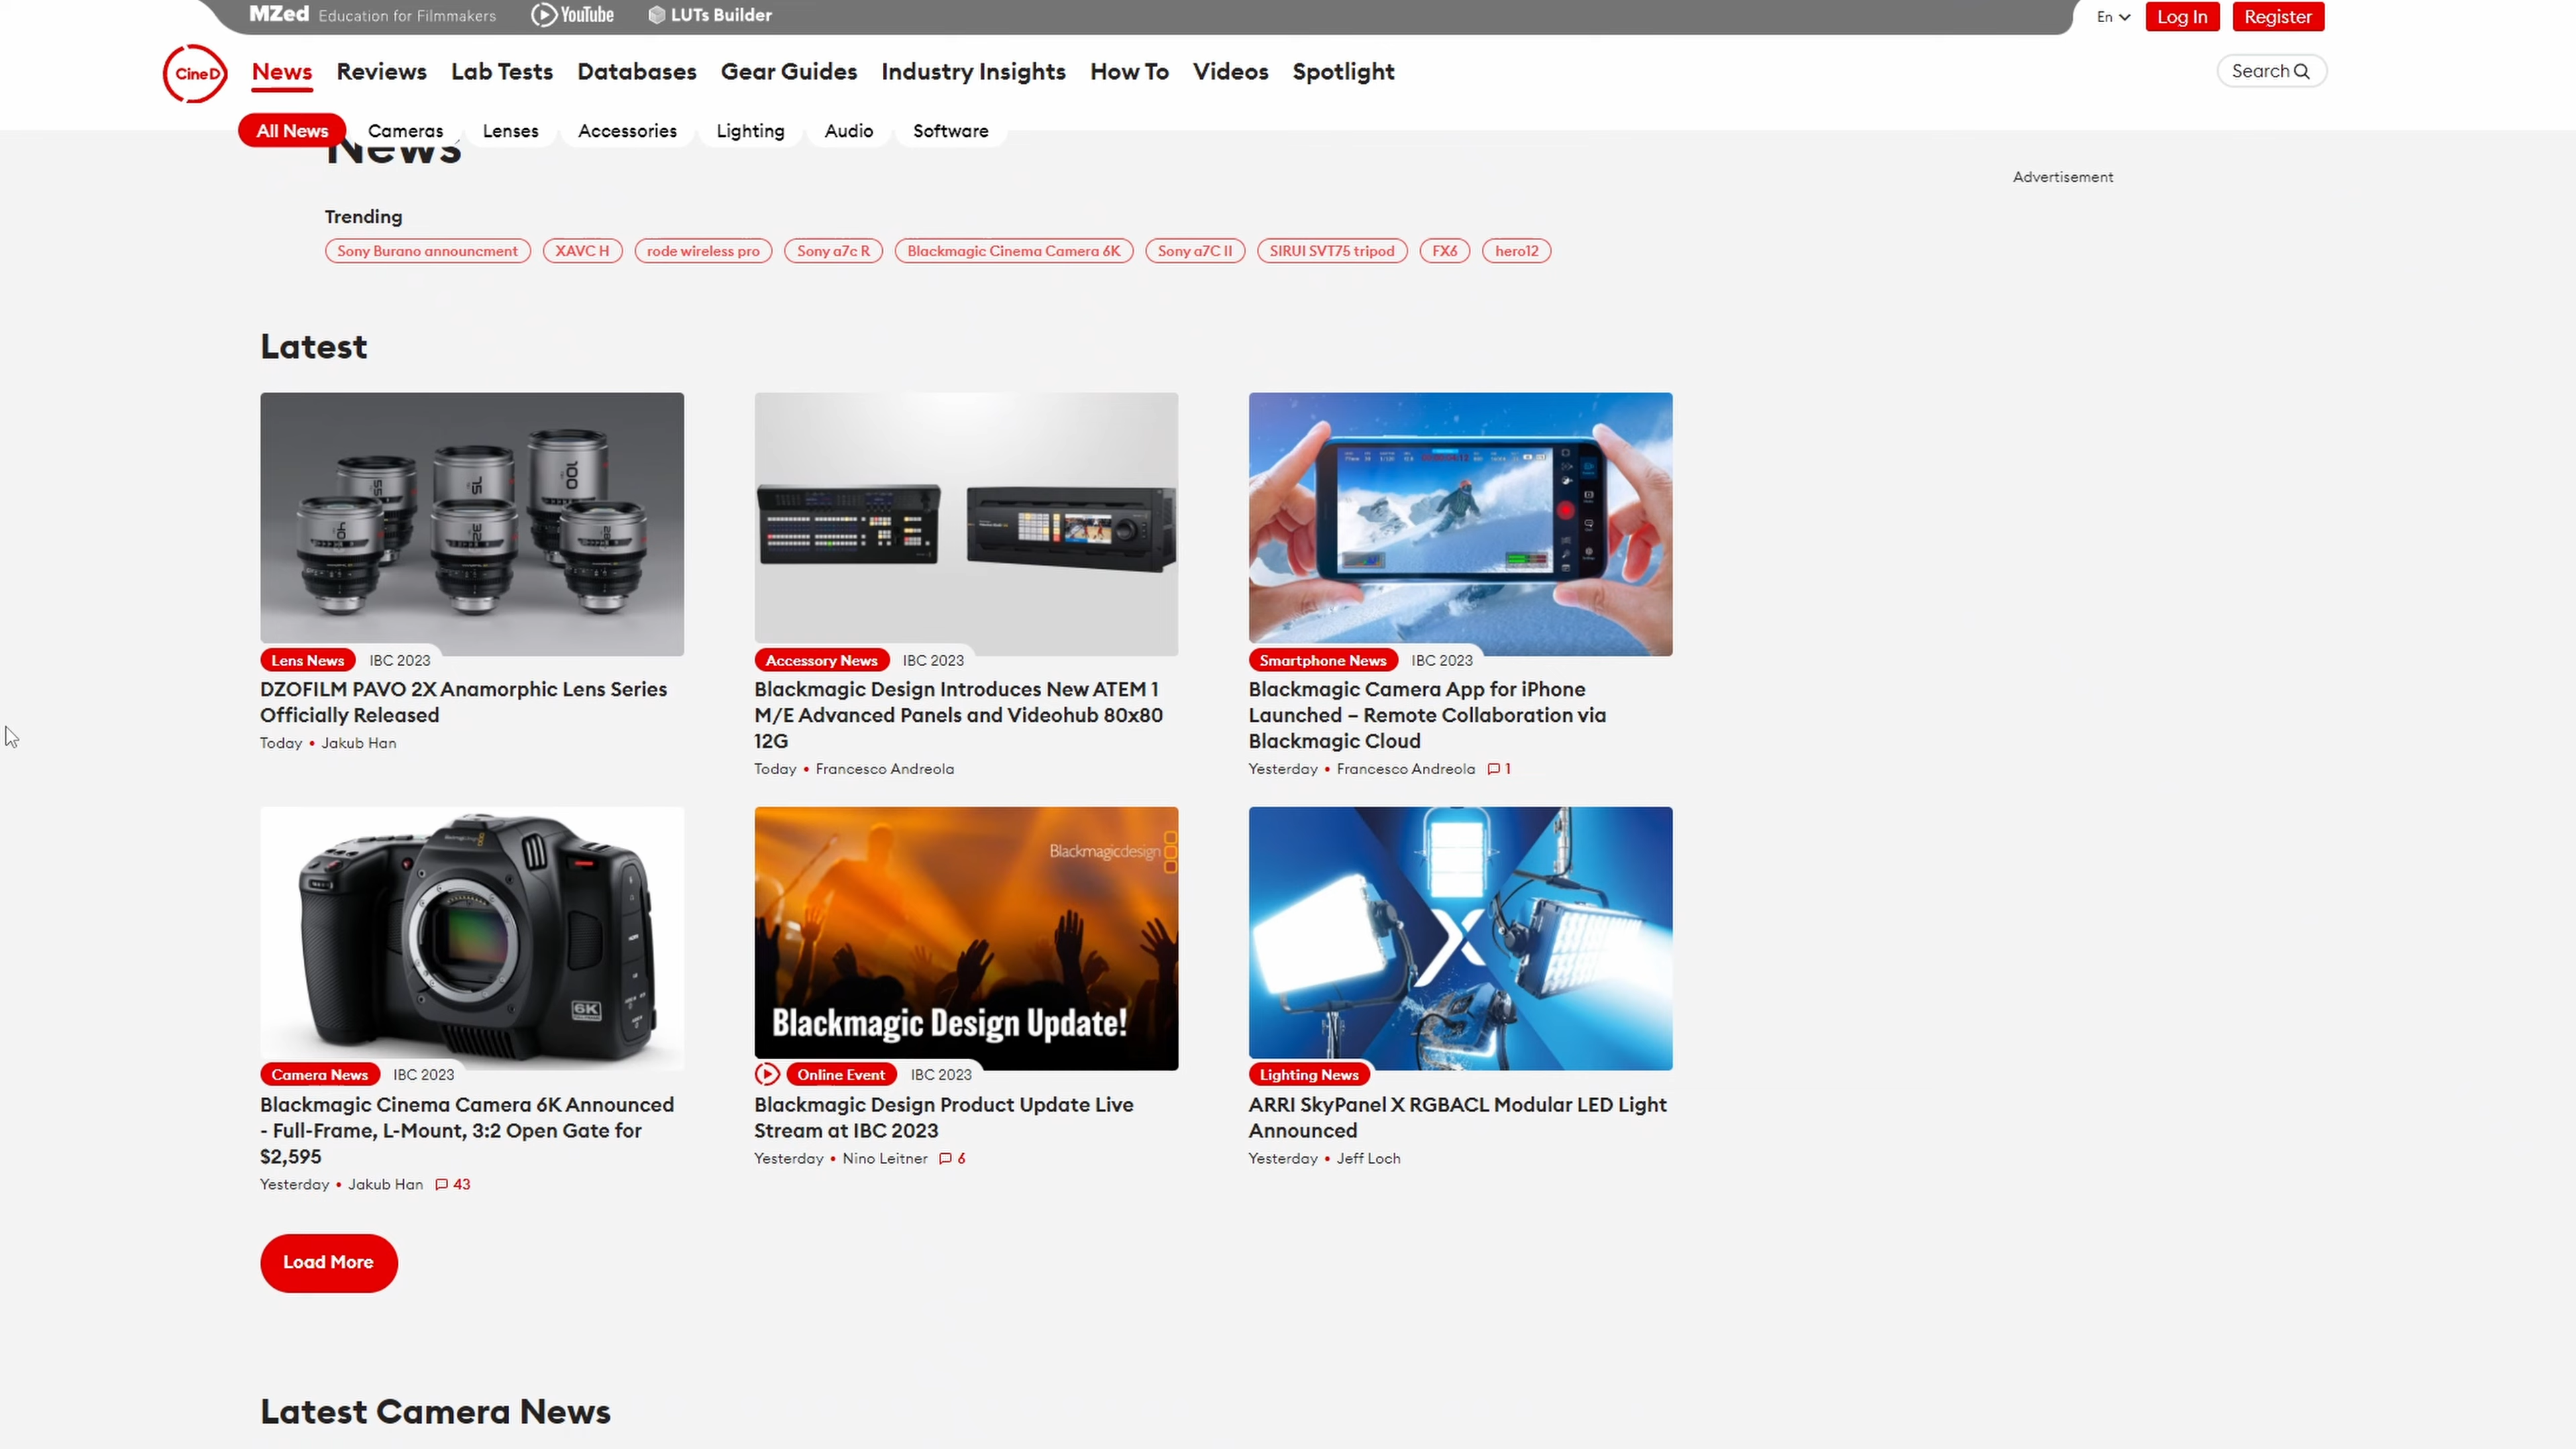 MZed Education for Filmmakers YouTube LUTs Builder En Log In Register
CineD News Reviews Lab Tests Databases Gear Guides Industry Insights How To Videos Spotlight Search
All News Cameras Lenses Accessories Lighting Audio Software
News
Advertisement
Trending
Sony Burano announcment XAVC H rode wireless pro Sony a7c R Blackmagic Cinema Camera 6K Sony a7C II SIRUI SVT75 tripod FX6 hero12
Latest
55 75 100
40 32 28
Lens News IBC 2023
DZOFILM PAVO 2X Anamorphic Lens Series
Officially Released
Today • Jakub Han
Accessory News IBC 2023
Blackmagic Design Introduces New ATEM 1
M/E Advanced Panels and Videohub 80x80
12G
Today • Francesco Andreola
Smartphone News IBC 2023
Blackmagic Camera App for iPhone
Launched – Remote Collaboration via
Blackmagic Cloud
Yesterday • Francesco Andreola 1
6K
Camera News IBC 2023
Blackmagic Cinema Camera 6K Announced
- Full-Frame, L-Mount, 3:2 Open Gate for
$2,595
Yesterday • Jakub Han 43
Blackmagicdesign
Blackmagic Design Update!
Online Event IBC 2023
Blackmagic Design Product Update Live
Stream at IBC 2023
Yesterday • Nino Leitner 6
X
Lighting News
ARRI SkyPanel X RGBACL Modular LED Light
Announced
Yesterday • Jeff Loch
Load More
Latest Camera News